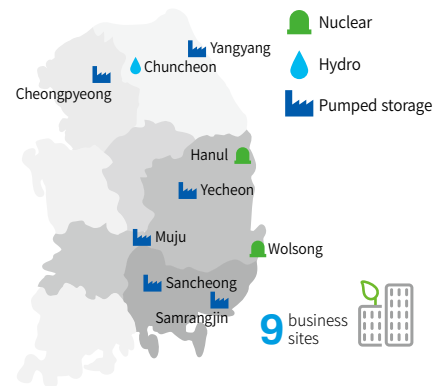 Nuclear
Yangyang
Hydro
Chuncheon
Cheongpyeong
Pumped storage
Hanul
Yecheon
Muju
Wolsong
Sancheong
Samrangjin
9 business
sites